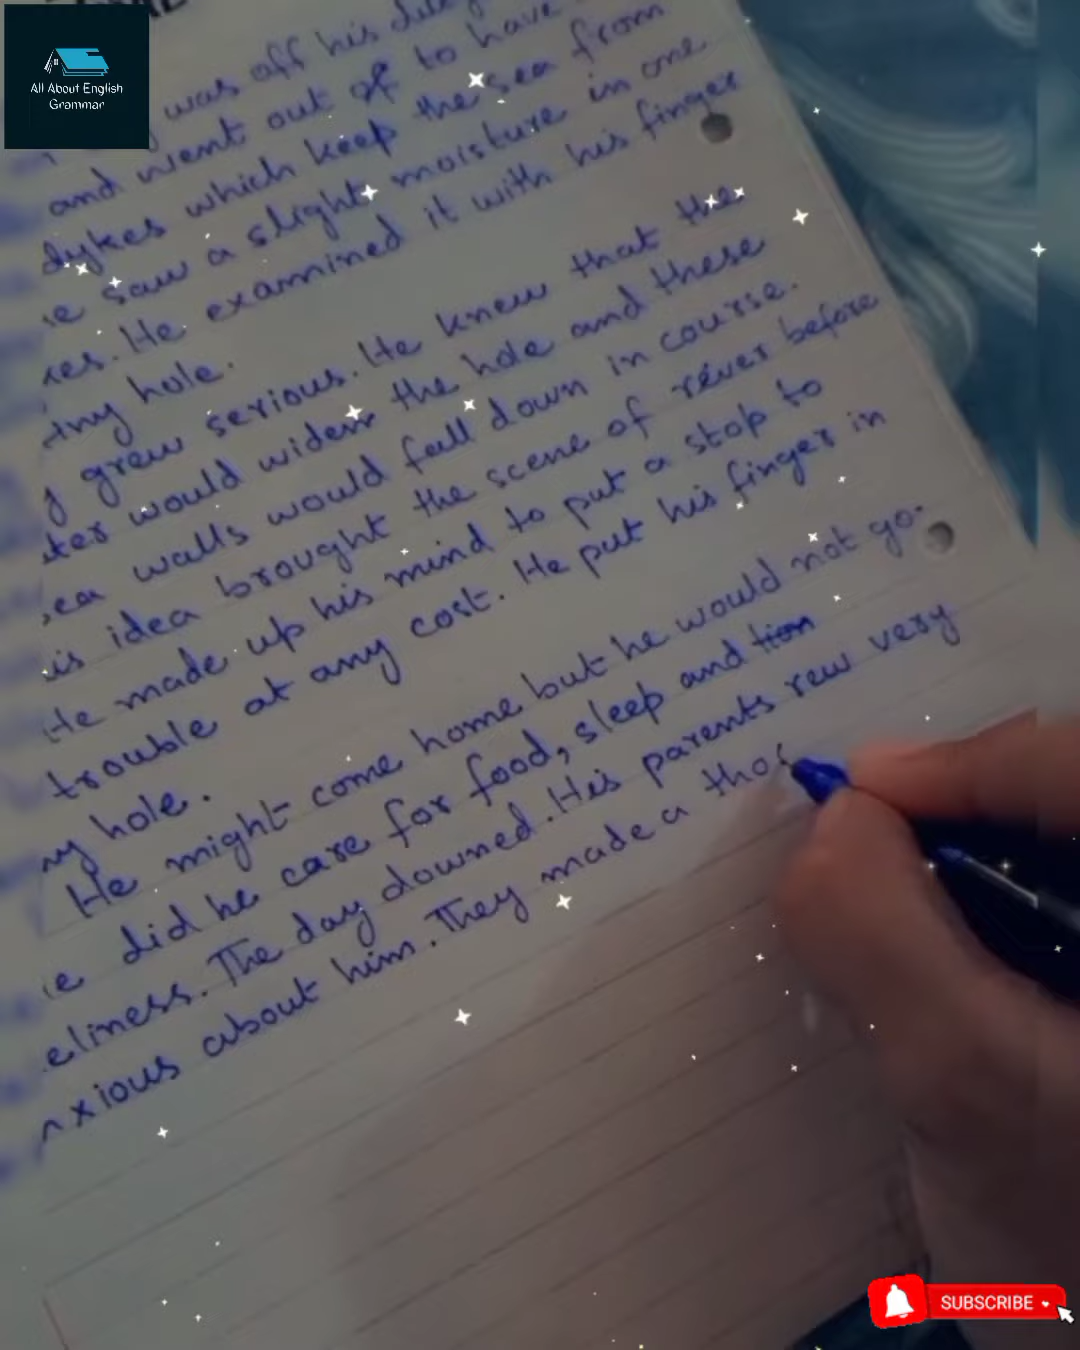 All About English
Grammar
was off his
and went out of to have
dykes which keep the sea from
saw a slight moisture in one
He examined it with his finger
hole.
grew serious. He knew that the
would widen the hole and these
walls would fall down in course.
idea brought the scene of réver before
He made up his mind to put a stop to
trouble at any cost. He put his finger in
hole.
He might come home but he would not go.
did he care for food, sleep and
eliness. The day downed. His parents rew very
xious about him. They made a tho
SUBSCRIBE